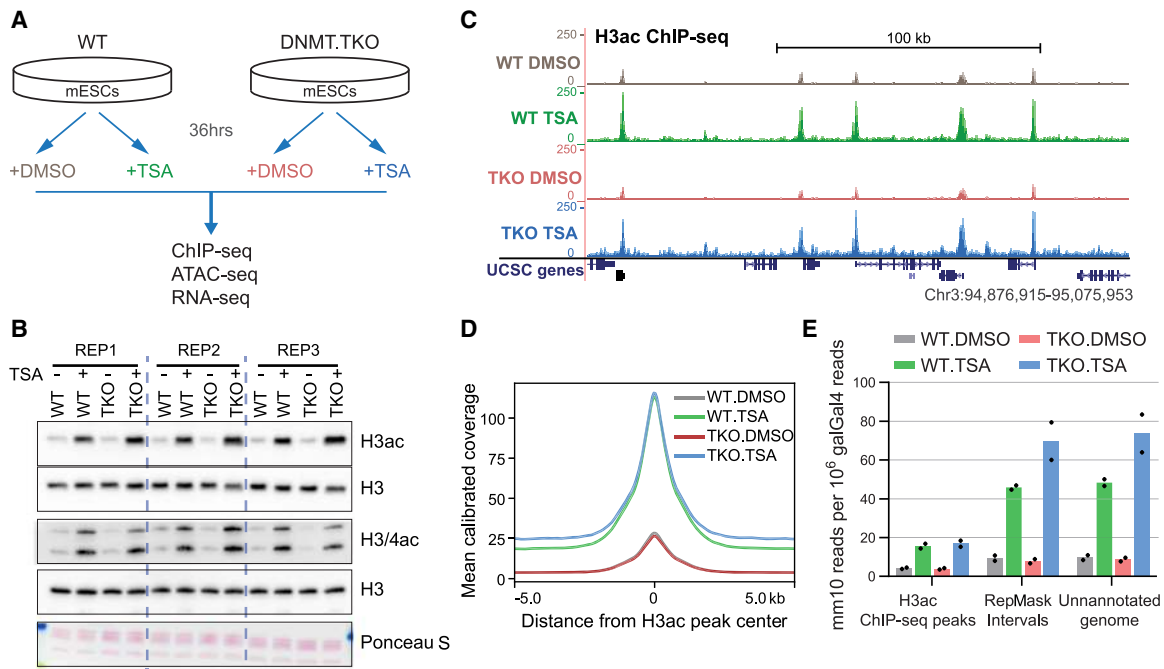 A
WT
DNMT.TKO
mESCs
mESCs
36hrs
+DMSO
+TSA
+DMSO
+TSA
ChIP-seq
ATAC-seq
RNA-seq
B
REP1
REP2
REP3
TSA - + - + - + - + - + - +
WT WT TKO TKO WT WT TKO TKO WT WT TKO TKO
H3ac
H3
H3/4ac
H3
Ponceau S
C
250
H3ac ChIP-seq
100 kb
WT DMSO
0
250
WT TSA
0
250
TKO DMSO
0
250
TKO TSA
0
UCSC genes
Chr3:94,876,915-95,075,953
D
Mean calibrated coverage
100
75
50
25
0
WT.DMSO
WT.TSA
TKO.DMSO
TKO.TSA
-5.0
0
5.0 kb
Distance from H3ac peak center
E
WT.DMSO
TKO.DMSO
WT.TSA
TKO.TSA
mm10 reads per 10⁶ galGal4 reads
100
80
60
40
20
0
H3ac
ChIP-seq peaks
RepMask
Intervals
Unnannotated
genome